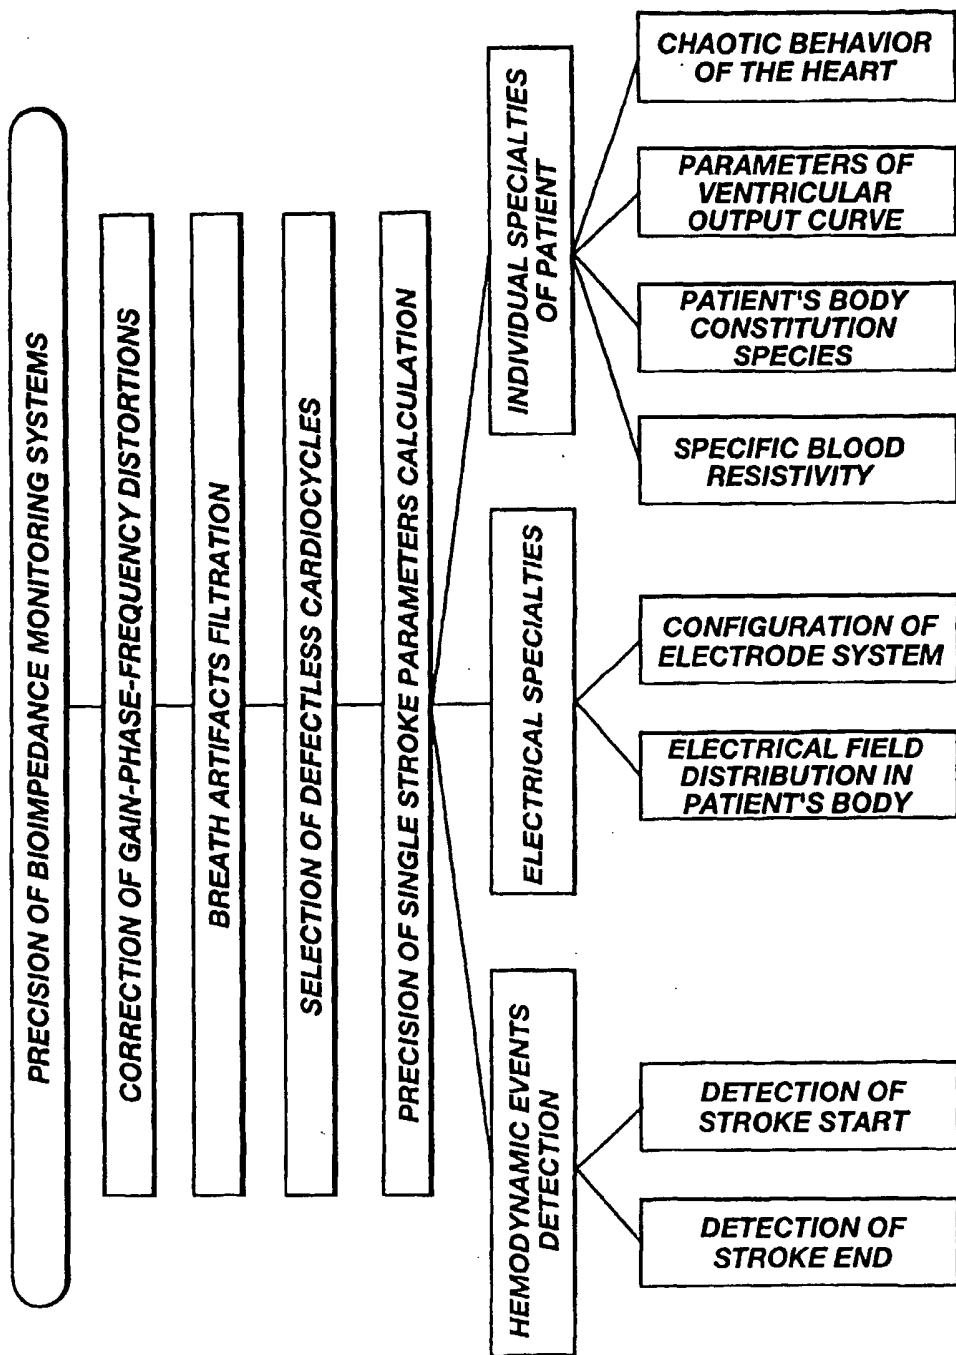 PRECISION OF BIOIMPEDANCE MONITORING SYSTEMS
CORRECTION OF GAIN-PHASE-FREQUENCY DISTORTIONS
BREATH ARTIFACTS FILTRATION
SELECTION OF DEFECTLESS CARDIOCYCLES
PRECISION OF SINGLE STROKE PARAMETERS CALCULATION
INDIVIDUAL SPECIALTIES
OF PATIENT
CHAOTIC BEHAVIOR
OF THE HEART
PARAMETERS OF
VENTRICULAR
OUTPUT CURVE
PATIENT'S BODY
CONSTITUTION
SPECIES
SPECIFIC BLOOD
RESISTIVITY
ELECTRICAL SPECIALTIES
CONFIGURATION OF
ELECTRODE SYSTEM
ELECTRICAL FIELD
DISTRIBUTION IN
PATIENT'S BODY
HEMODYNAMIC EVENTS
DETECTION
DETECTION OF
STROKE START
DETECTION OF
STROKE END